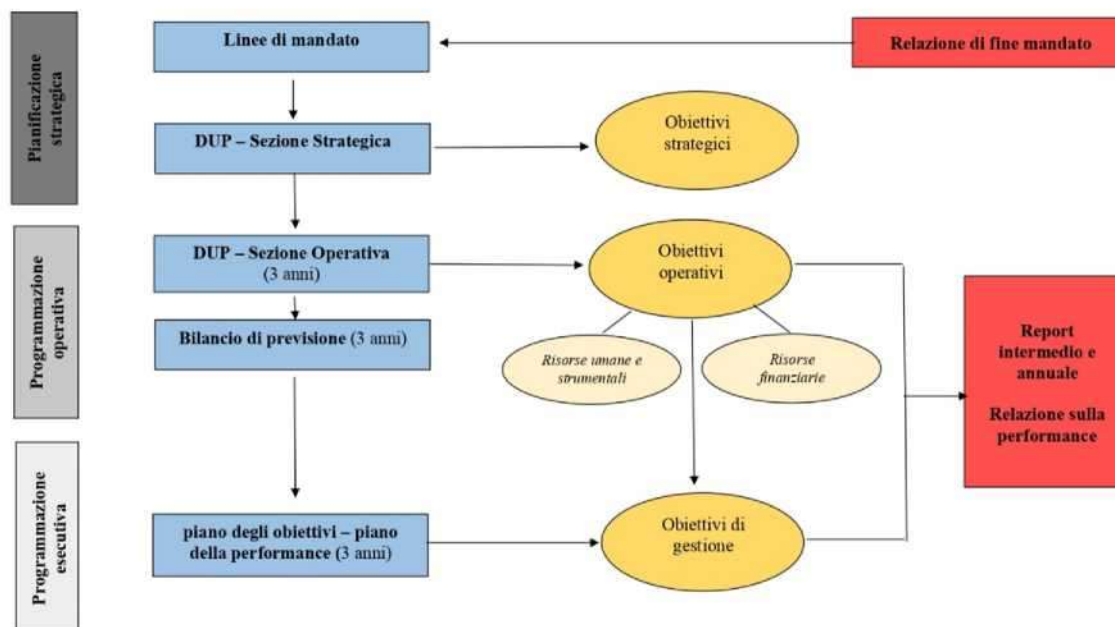 Pianificazione
strategica
Linee di mandato
Relazione di fine mandato
DUP – Sezione Strategica
Obiettivi
strategici
Programmazione
operativa
DUP – Sezione Operativa
(3 anni)
Obiettivi
operativi
Bilancio di previsione (3 anni)
Risorse umane e
strumentali
Risorse
finanziarie
Report
intermedio e
annuale
Relazione sulla
performance
Programmazione
esecutiva
piano degli obiettivi – piano
della performance (3 anni)
Obiettivi di
gestione